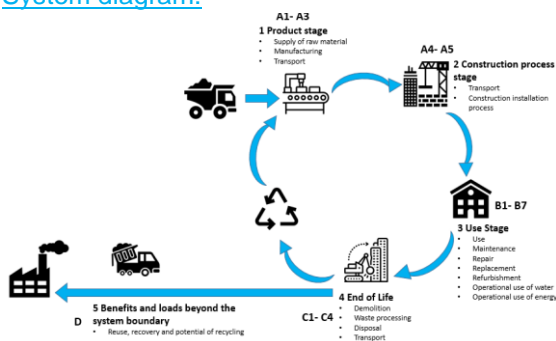 System diagram:
A1- A3
1 Product stage
• Supply of raw material
• Manufacturing
• Transport
A4- A5
2 Construction process
stage
• Transport
• Construction installation
process
B1- B7
3 Use Stage
• Use
• Maintenance
• Repair
• Replacement
• Refurbishment
• Operational use of water
• Operational use of energy
4 End of Life
C1- C4
• Demolition
• Waste processing
• Disposal
• Transport
5 Benefits and loads beyond the
D system boundary
• Reuse, recovery and potential of recycling